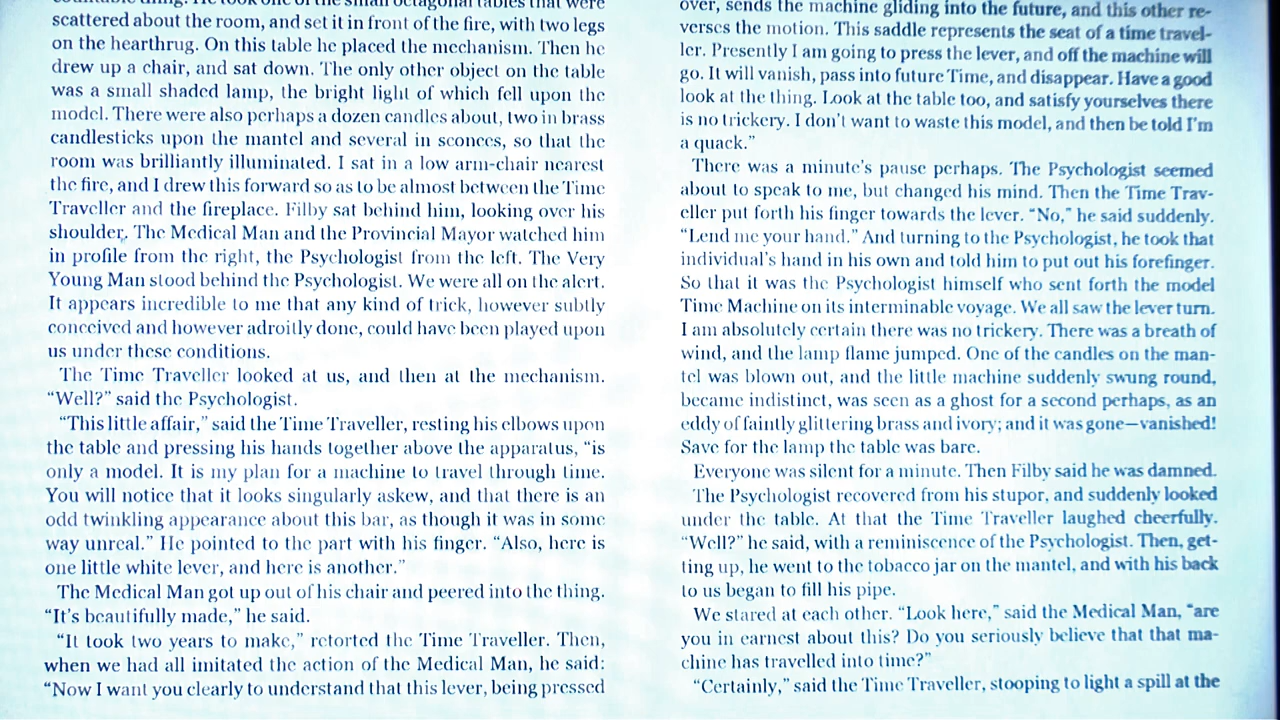 countable thing. He took one of the small octagonal tables that were
scattered about the room, and set it in front of the fire, with two legs
on the hearthrug. On this table he placed the mechanism. Then he
drew up a chair, and sat down. The only other object on the table
was a small shaded lamp, the bright light of which fell upon the
model. There were also perhaps a dozen candles about, two in brass
candlesticks upon the mantel and several in sconces, so that the
room was brilliantly illuminated. I sat in a low arm-chair nearest
the fire, and I drew this forward so as to be almost between the Time
Traveller and the fireplace. Filby sat behind him, looking over his
shoulder. The Medical Man and the Provincial Mayor watched him
in profile from the right, the Psychologist from the left. The Very
Young Man stood behind the Psychologist. We were all on the alert.
It appears incredible to me that any kind of trick, however subtly
conceived and however adroitly done, could have been played upon
us under these conditions.
The Time Traveller looked at us, and then at the mechanism.
“Well?” said the Psychologist.
“This little affair,” said the Time Traveller, resting his elbows upon
the table and pressing his hands together above the apparatus, “is
only a model. It is my plan for a machine to travel through time.
You will notice that it looks singularly askew, and that there is an
odd twinkling appearance about this bar, as though it was in some
way unreal.” He pointed to the part with his finger. “Also, here is
one little white lever, and here is another.”
The Medical Man got up out of his chair and peered into the thing.
“It’s beautifully made,” he said.
“It took two years to make,” retorted the Time Traveller. Then,
when we had all imitated the action of the Medical Man, he said:
“Now I want you clearly to understand that this lever, being pressed
over, sends the machine gliding into the future, and this other re-
verses the motion. This saddle represents the seat of a time travel-
ler. Presently I am going to press the lever, and off the machine will
go. It will vanish, pass into future Time, and disappear. Have a good
look at the thing. Look at the table too, and satisfy yourselves there
is no trickery. I don’t want to waste this model, and then be told I’m
a quack.”
There was a minute’s pause perhaps. The Psychologist seemed
about to speak to me, but changed his mind. Then the Time Trav-
eller put forth his finger towards the lever. “No,” he said suddenly.
“Lend me your hand.” And turning to the Psychologist, he took that
individual’s hand in his own and told him to put out his forefinger.
So that it was the Psychologist himself who sent forth the model
Time Machine on its interminable voyage. We all saw the lever turn.
I am absolutely certain there was no trickery. There was a breath of
wind, and the lamp flame jumped. One of the candles on the man-
tel was blown out, and the little machine suddenly swung round,
became indistinct, was seen as a ghost for a second perhaps, as an
eddy of faintly glittering brass and ivory; and it was gone—vanished!
Save for the lamp the table was bare.
Everyone was silent for a minute. Then Filby said he was damned.
The Psychologist recovered from his stupor, and suddenly looked
under the table. At that the Time Traveller laughed cheerfully.
“Well?” he said, with a reminiscence of the Psychologist. Then, get-
ting up, he went to the tobacco jar on the mantel, and with his back
to us began to fill his pipe.
We stared at each other. “Look here,” said the Medical Man, “are
you in earnest about this? Do you seriously believe that that ma-
chine has travelled into time?”
“Certainly,” said the Time Traveller, stooping to light a spill at the